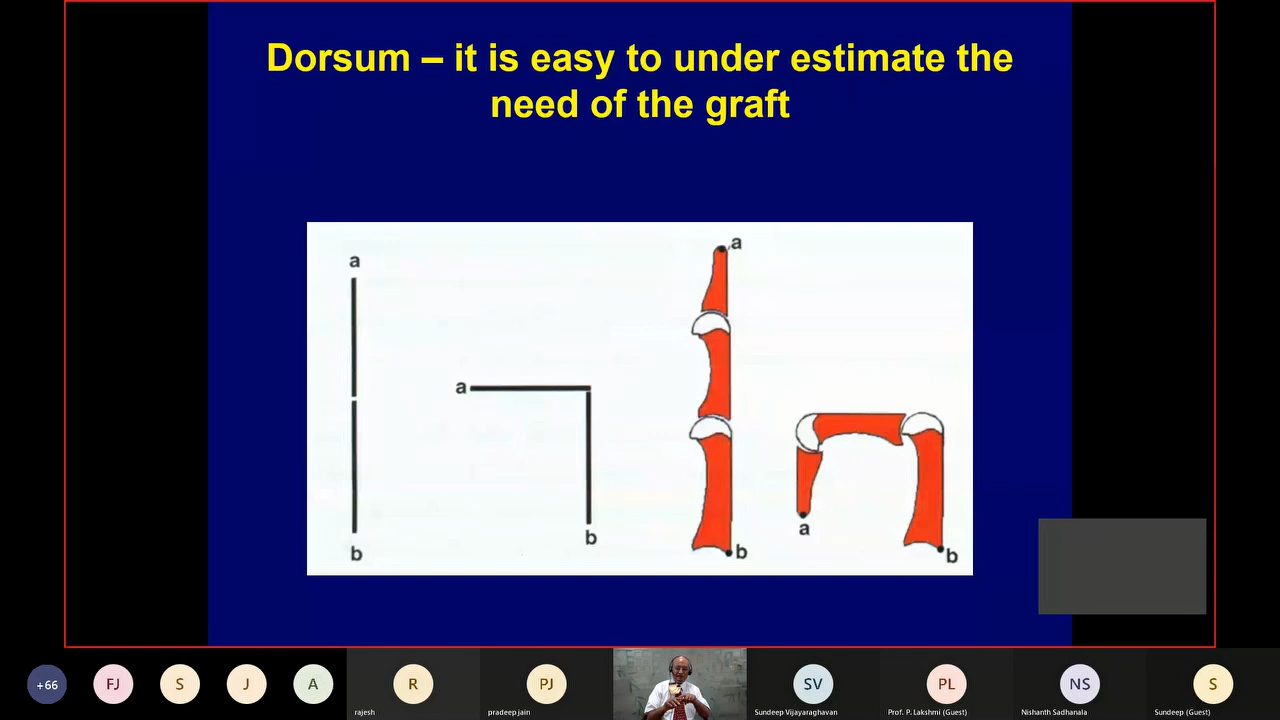 Dorsum – it is easy to under estimate the
need of the graft
a
b
a
b
a
b
a
b
+66
FJ
S
J
A
R
rajesh
PJ
pradeep jain
SV
Sundeep Vijayaraghavan
PL
Prof. P. Lakshmi (Guest)
NS
Nishanth Sadhanala
S
Sundeep (Guest)